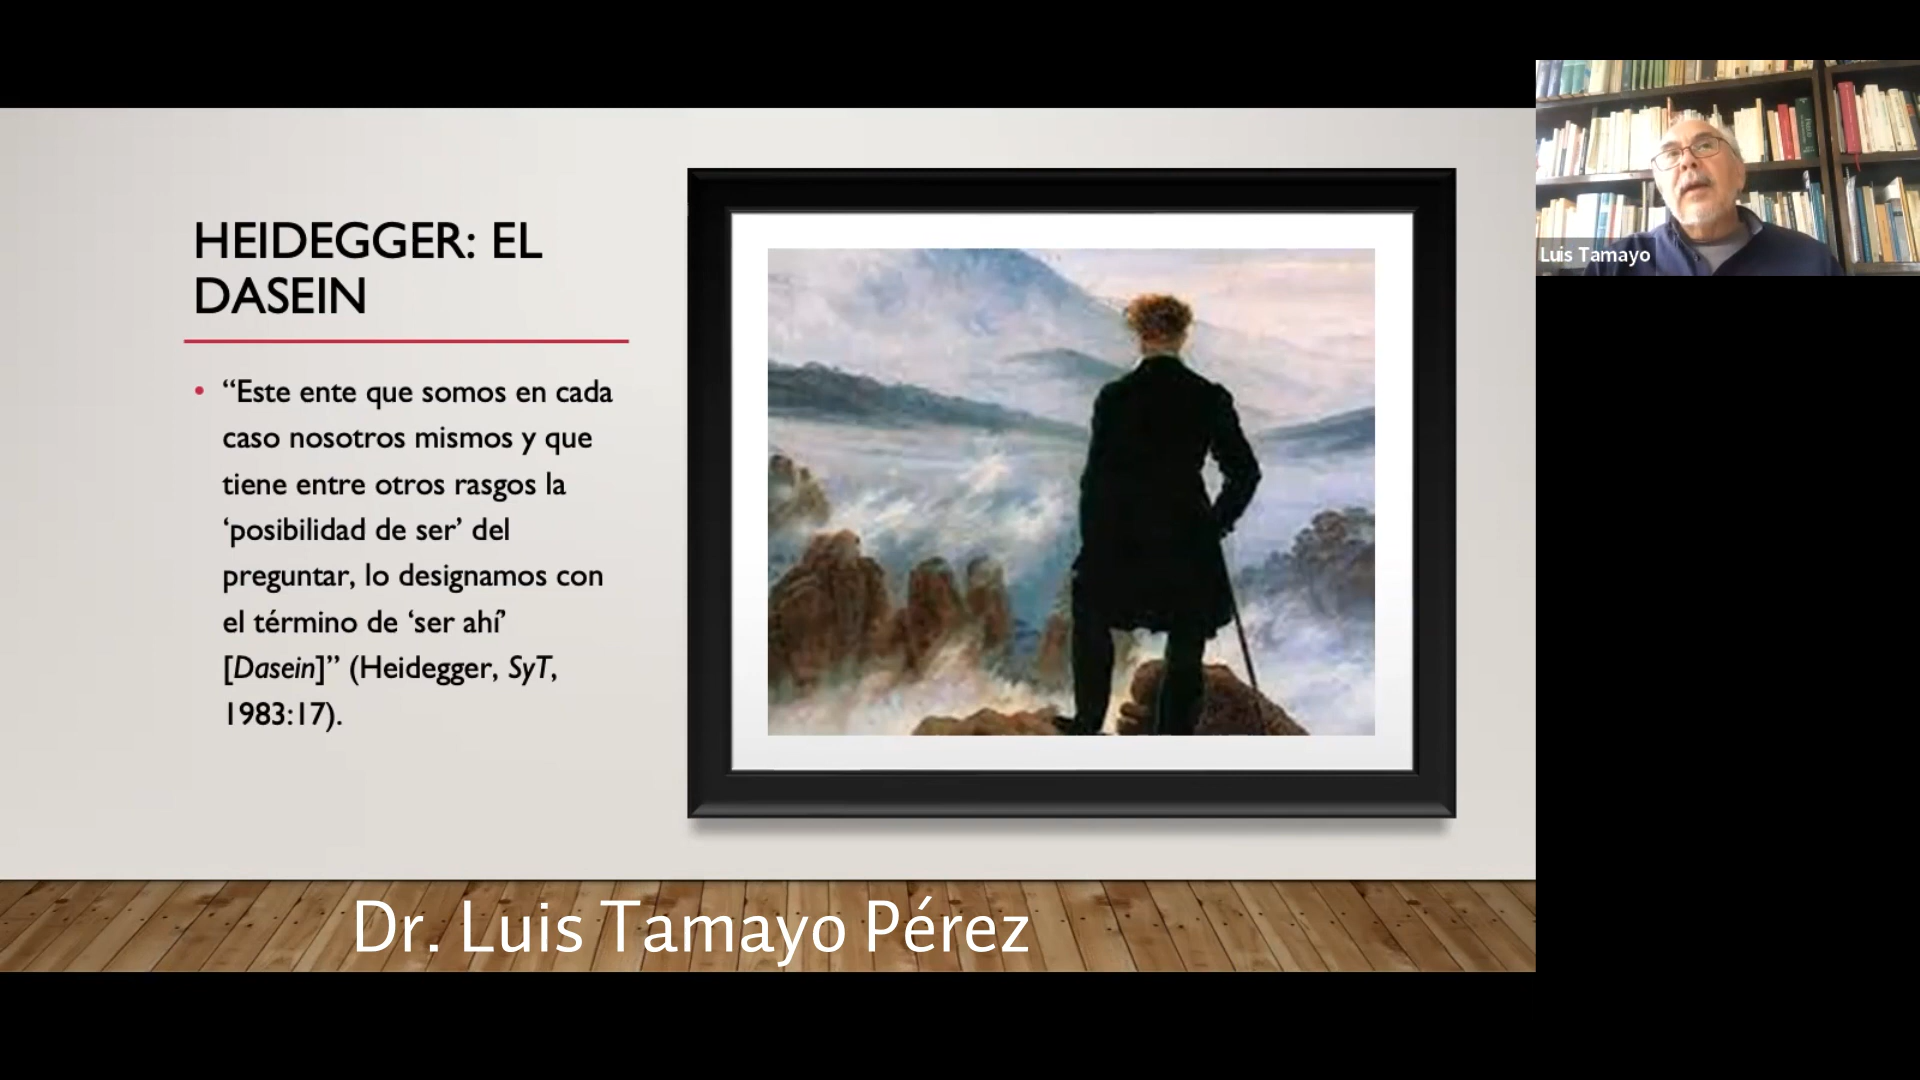 HEIDEGGER: EL
DASEIN
• “Este ente que somos en cada
caso nosotros mismos y que
tiene entre otros rasgos la
‘posibilidad de ser’ del
preguntar, lo designamos con
el término de ‘ser ahí’
[Dasein]” (Heidegger, SyT,
1983:17).
Dr. Luis Tamayo Pérez
Luis Tamayo